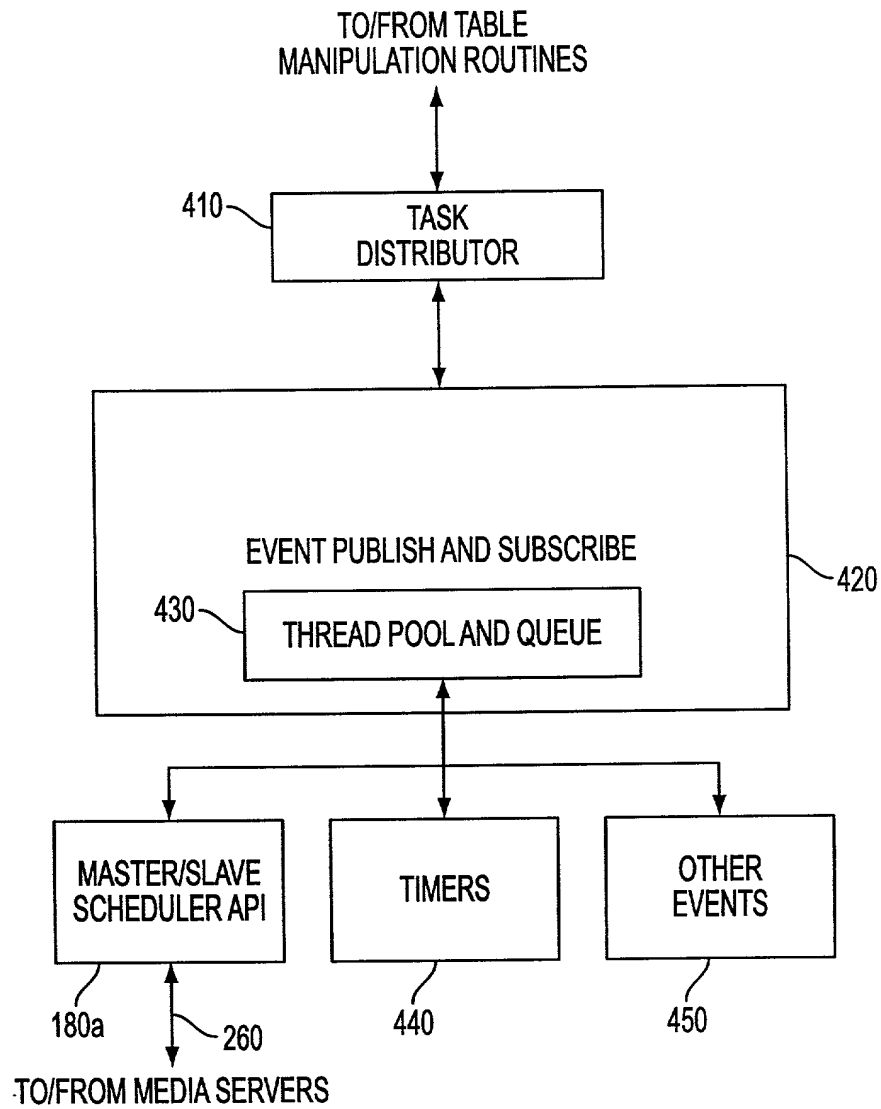 TO/FROM TABLE
MANIPULATION ROUTINES
410
TASK
DISTRIBUTOR
EVENT PUBLISH AND SUBSCRIBE
420
430
THREAD POOL AND QUEUE
MASTER/SLAVE
SCHEDULER API
TIMERS
OTHER
EVENTS
180a
260
440
450
TO/FROM MEDIA SERVERS